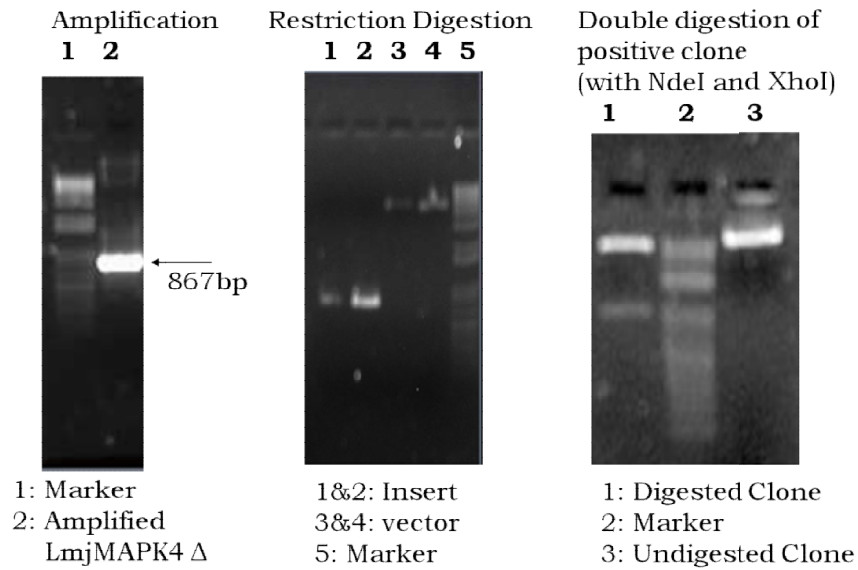 Amplification
1 2
867bp
1: Marker
2: Amplified
LmjMAPK4 Δ
Restriction Digestion
1 2 3 4 5
1&2: Insert
3&4: vector
5: Marker
Double digestion of
positive clone
(with NdeI and XhoI)
1 2 3
1: Digested Clone
2: Marker
3: Undigested Clone